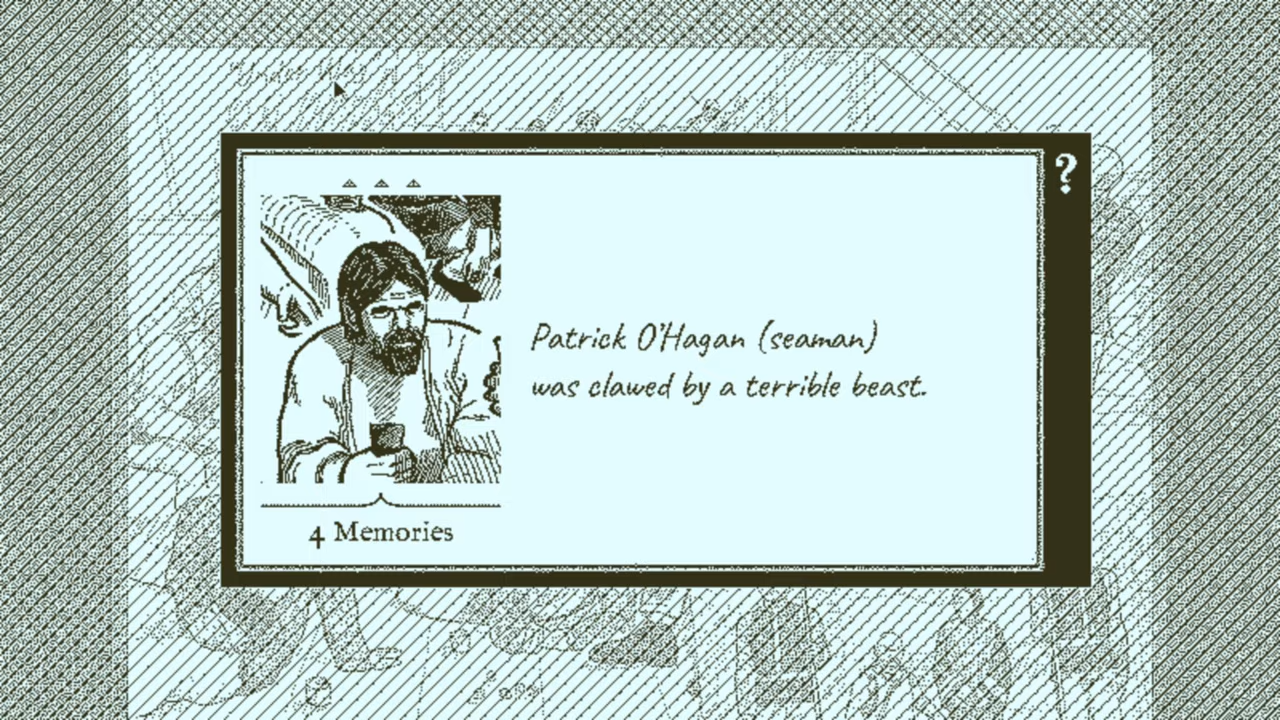 ?
4 Memories
Patrick O'Hagan (seaman)
was clawed by a terrible beast.